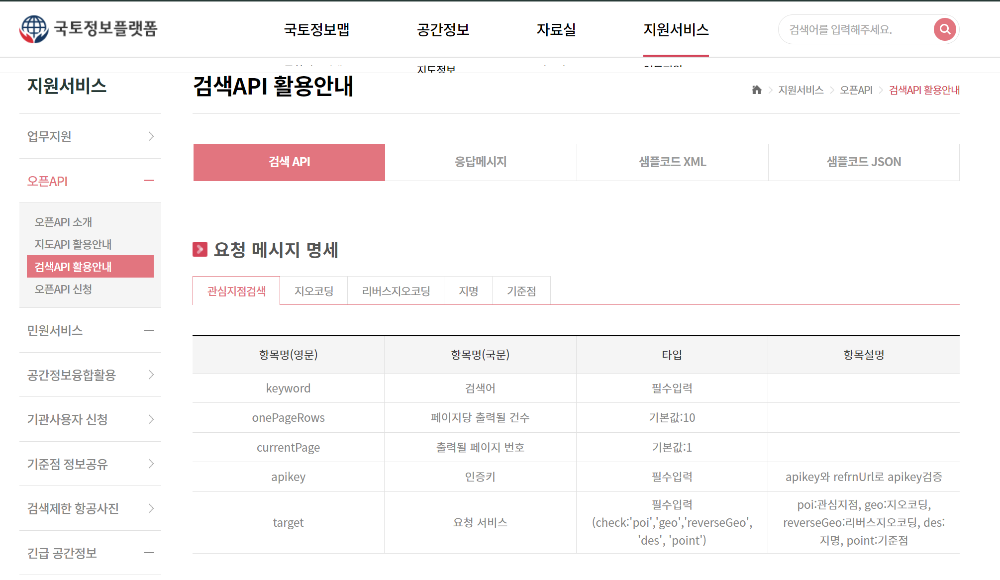 국토정보플랫폼
국토정보맵
공간정보
자료실
지원서비스
검색어를 입력해주세요.
지도정보
지원서비스
검색API 활용안내
지원서비스
오픈API
검색API 활용안내
업무지원
오픈API
오픈API 소개
지도API 활용안내
검색API 활용안내
오픈API 신청
민원서비스
공간정보융합활용
기관사용자 신청
기준점 정보공유
검색제한 항공사진
긴급 공간정보
검색 API
응답메시지
샘플코드 XML
샘플코드 JSON
요청 메시지 명세
관심지점검색
지오코딩
리버스지오코딩
지명
기준점
항목명(영문) 항목명(국문) 타입 항목설명
keyword 검색어 필수입력
onePageRows 페이지당 출력될 건수 기본값:10
currentPage 출력될 페이지 번호 기본값:1
apikey 인증키 필수입력 apikey와 refrnUrl로 apikey검증
target
요청 서비스
필수입력
(check:'poi','geo','reverseGeo',
'des', 'point')
poi:관심지점, geo:지오코딩,
reverseGeo:리버스지오코딩, des:
지명, point:기준점